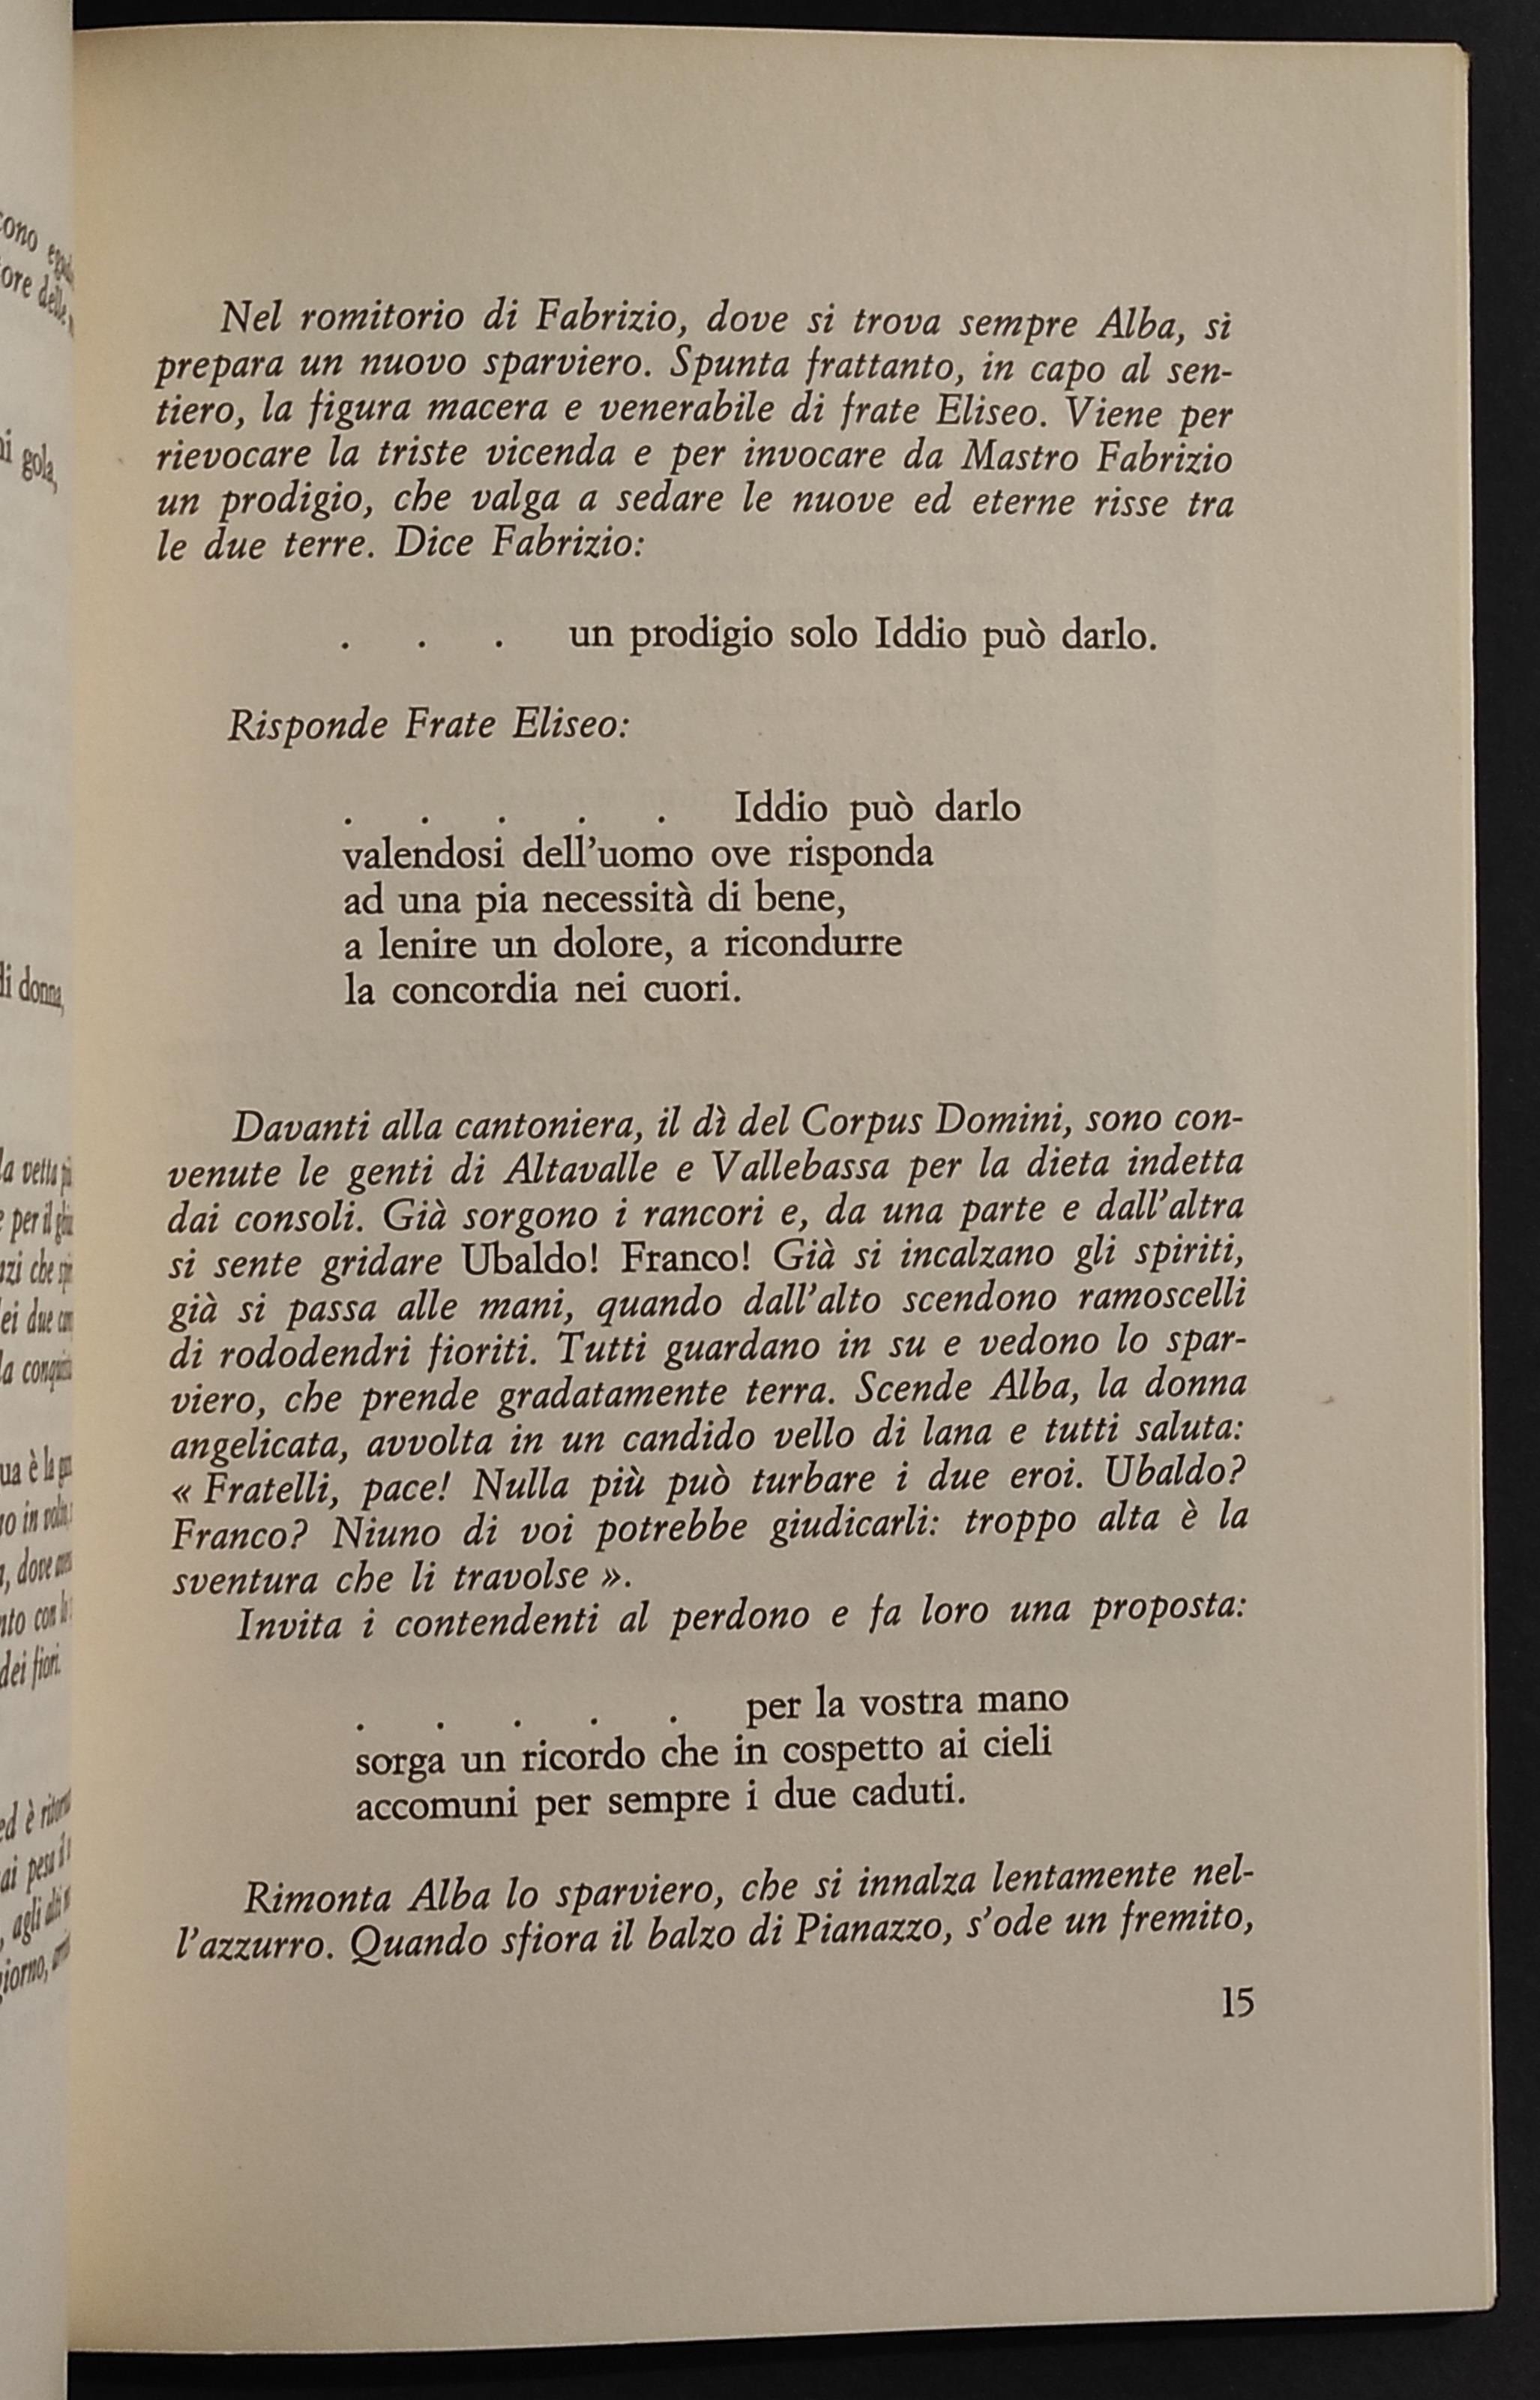 Nel romitorio di Fabrizio, dove si trova sempre Alba, si
prepara un nuovo sparviero. Spunta frattanto, in capo al sen-
tiero, la figura macera e venerabile di frate Eliseo. Viene per
rievocare la triste vicenda e per invocare da Mastro Fabrizio
un prodigio, che valga a sedare le nuove ed eterne risse tra
le due terre. Dice Fabrizio:
. . . un prodigio solo Iddio può darlo.
Risponde Frate Eliseo:
. . . . . Iddio può darlo
valendosi dell'uomo ove risponda
ad una pia necessità di bene,
a lenire un dolore, a ricondurre
la concordia nei cuori.
Davanti alla cantoniera, il dì del Corpus Domini, sono con-
venute le genti di Altavalle e Vallebassa per la dieta indetta
dai consoli. Già sorgono i rancori e, da una parte e dall'altra
si sente gridare Ubaldo! Franco! Già si incalzano gli spiriti,
già si passa alle mani, quando dall'alto scendono ramoscelli
di rododendri fioriti. Tutti guardano in su e vedono lo spar-
viero, che prende gradatamente terra. Scende Alba, la donna
angelicata, avvolta in un candido vello di lana e tutti saluta:
« Fratelli, pace! Nulla più può turbare i due eroi. Ubaldo?
Franco? Niuno di voi potrebbe giudicarli: troppo alta è la
sventura che li travolse ».
Invita i contendenti al perdono e fa loro una proposta:
. . . . . per la vostra mano
sorga un ricordo che in cospetto ai cieli
accomuni per sempre i due caduti.
Rimonta Alba lo sparviero, che si innalza lentamente nel-
l'azzurro. Quando sfiora il balzo di Pianazzo, s'ode un fremito,
15